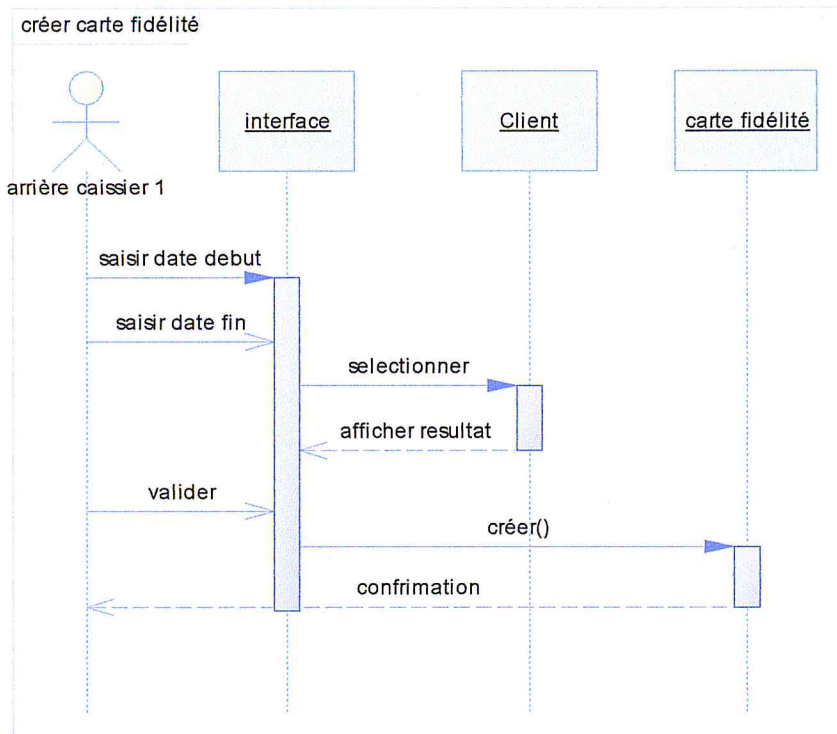 créer carte fidélité
interface
Client
carte fidélité
arrière caissier 1
saisir date debut
saisir date fin
selectionner
afficher resultat
valider
créer()
confrimation